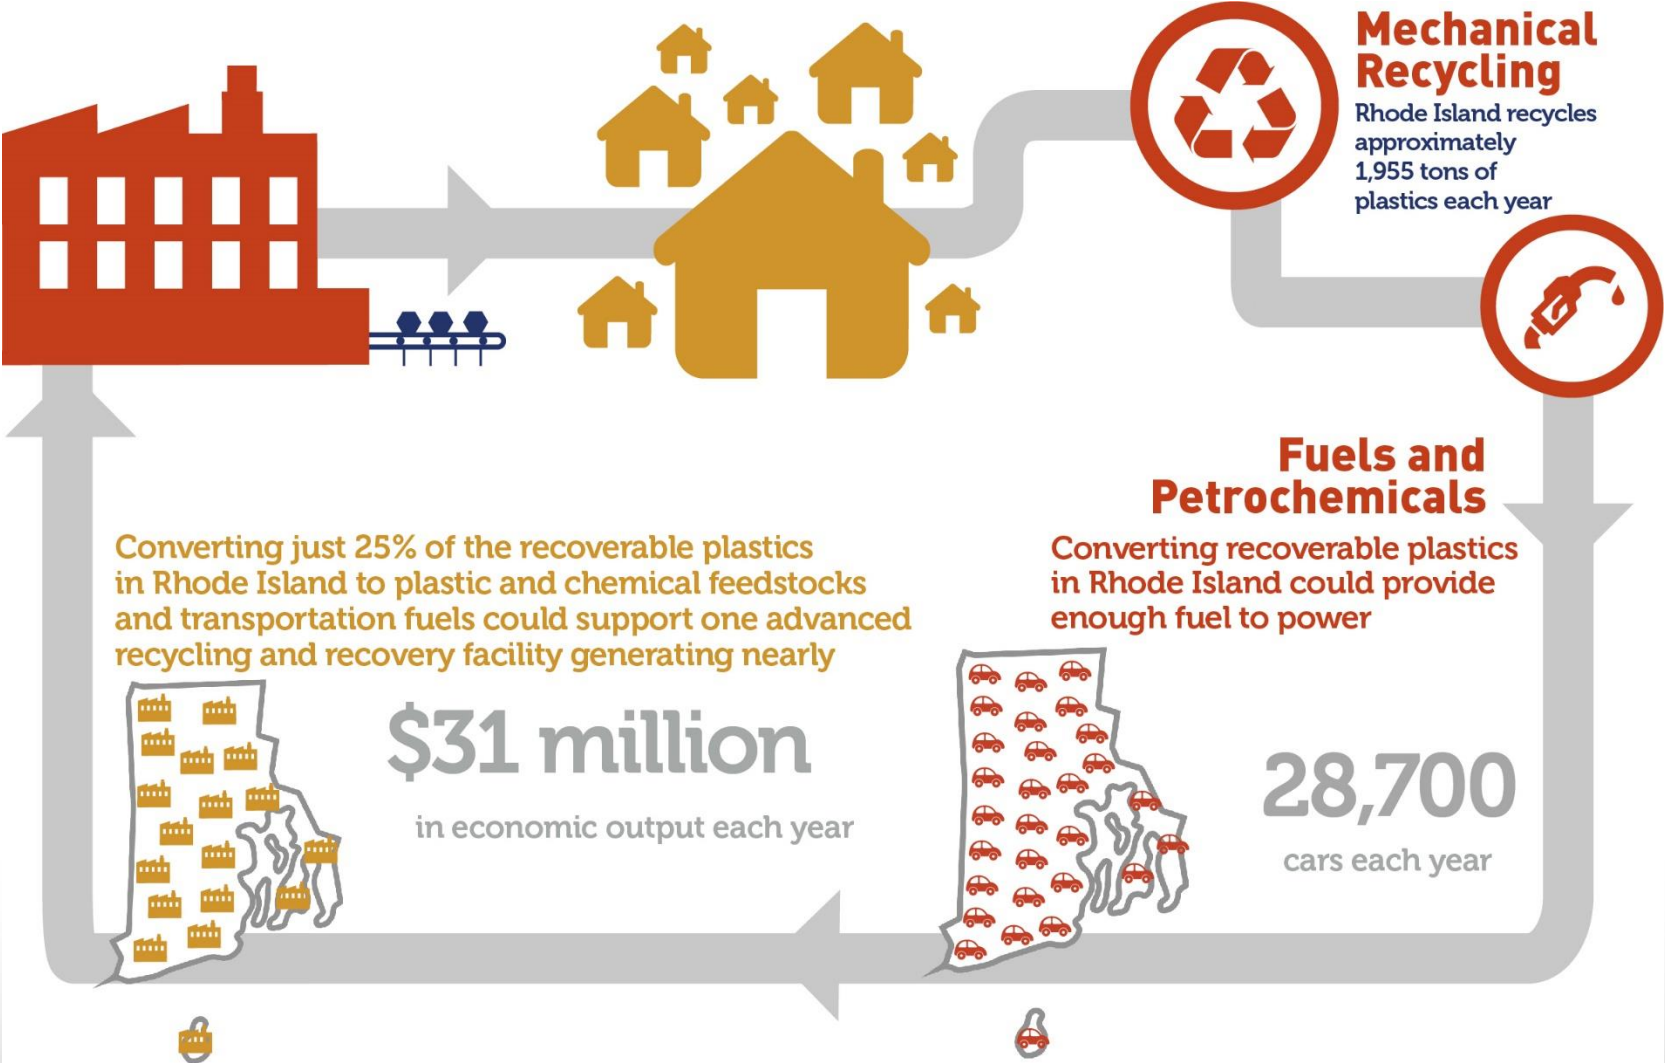 Mechanical
Recycling
Rhode Island recycles
approximately
1,955 tons of
plastics each year
Fuels and
Petrochemicals
Converting recoverable plastics
in Rhode Island could provide
enough fuel to power
28,700
cars each year
Converting just 25% of the recoverable plastics
in Rhode Island to plastic and chemical feedstocks
and transportation fuels could support one advanced
recycling and recovery facility generating nearly
$31 million
in economic output each year